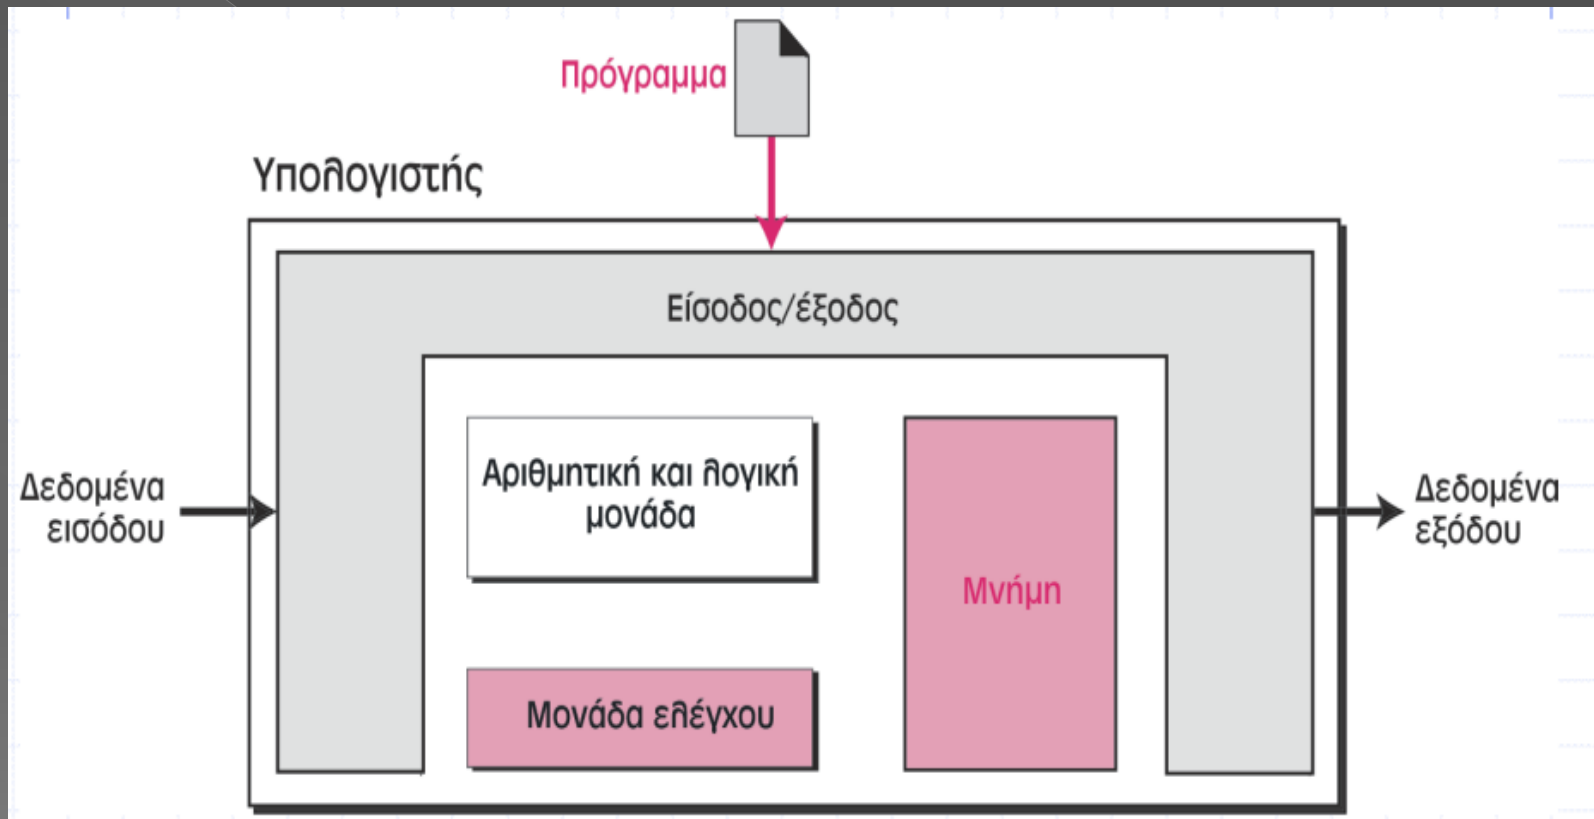 Πρόγραμμα
Υπολογιστής
Είσοδος/έξοδος
Αριθμητική και λογική
μονάδα
Δεδομένα
εισόδου
Δεδομένα
εξόδου
Μνήμη
Μονάδα ελέγχου